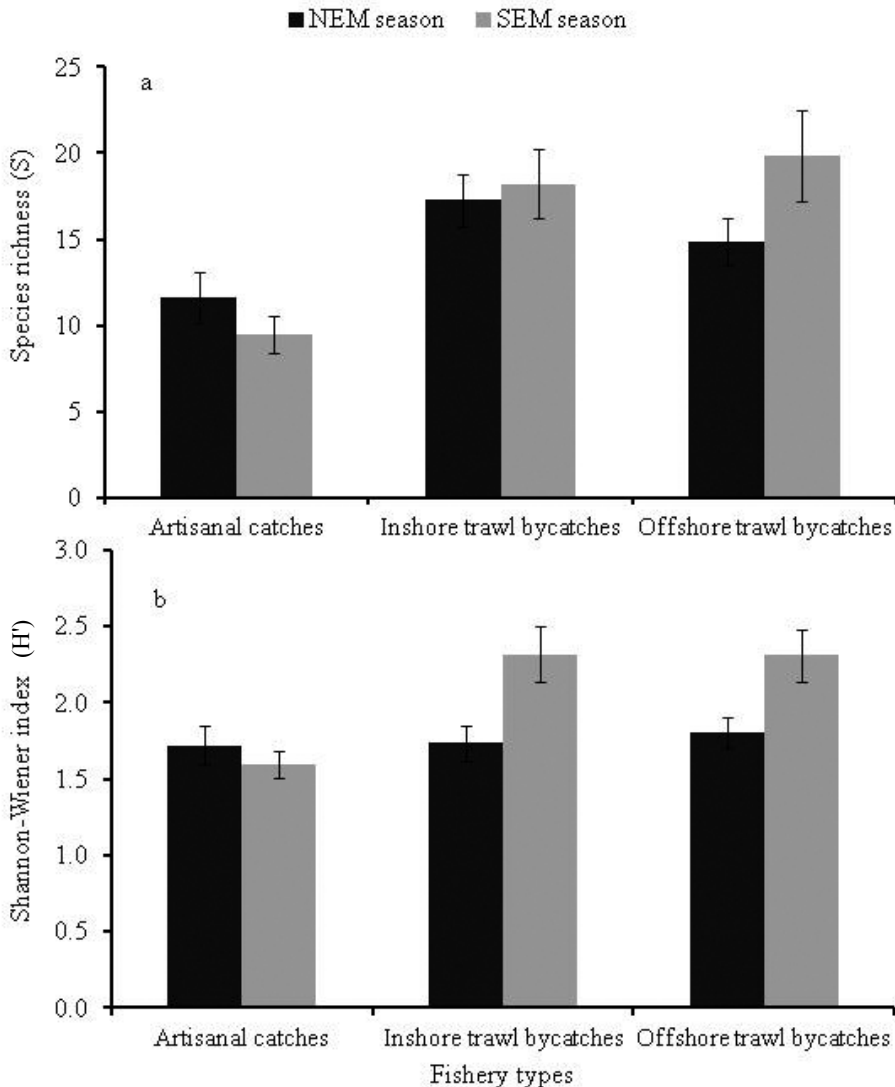 NEM season SEM season
25
a
20
15
10
5
0
Species richness (S)
Artisanal catches Inshore trawl bycatches Offshore trawl bycatches
3.0
b
2.5
2.0
1.5
1.0
0.5
0.0
Shannon-Wiener index (H')
Artisanal catches Inshore trawl bycatches Offshore trawl bycatches
Fishery types